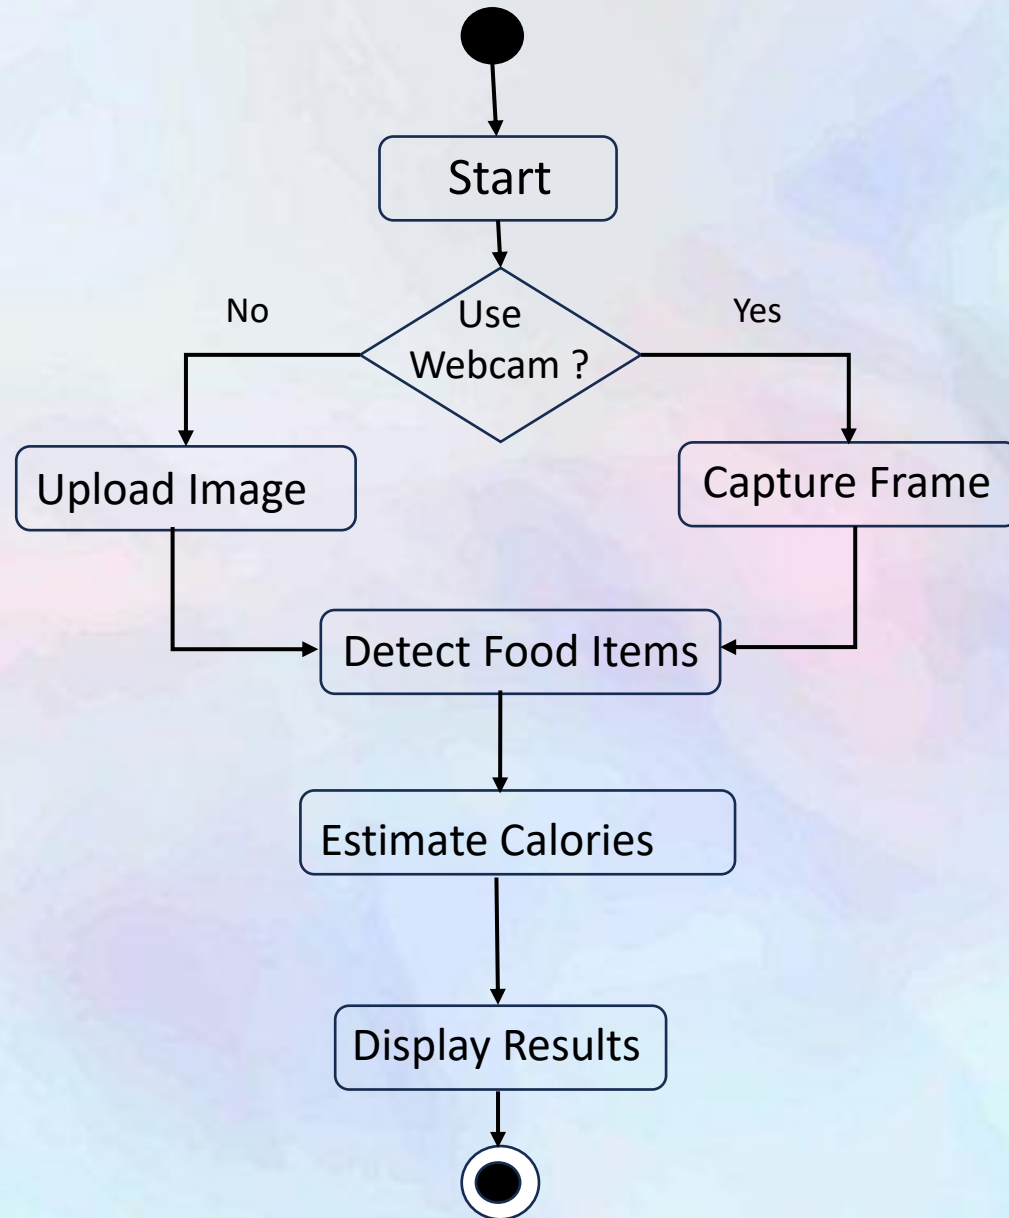 Start
No
Use
Webcam ?
Yes
Upload Image
Capture Frame
Detect Food Items
Estimate Calories
Display Results